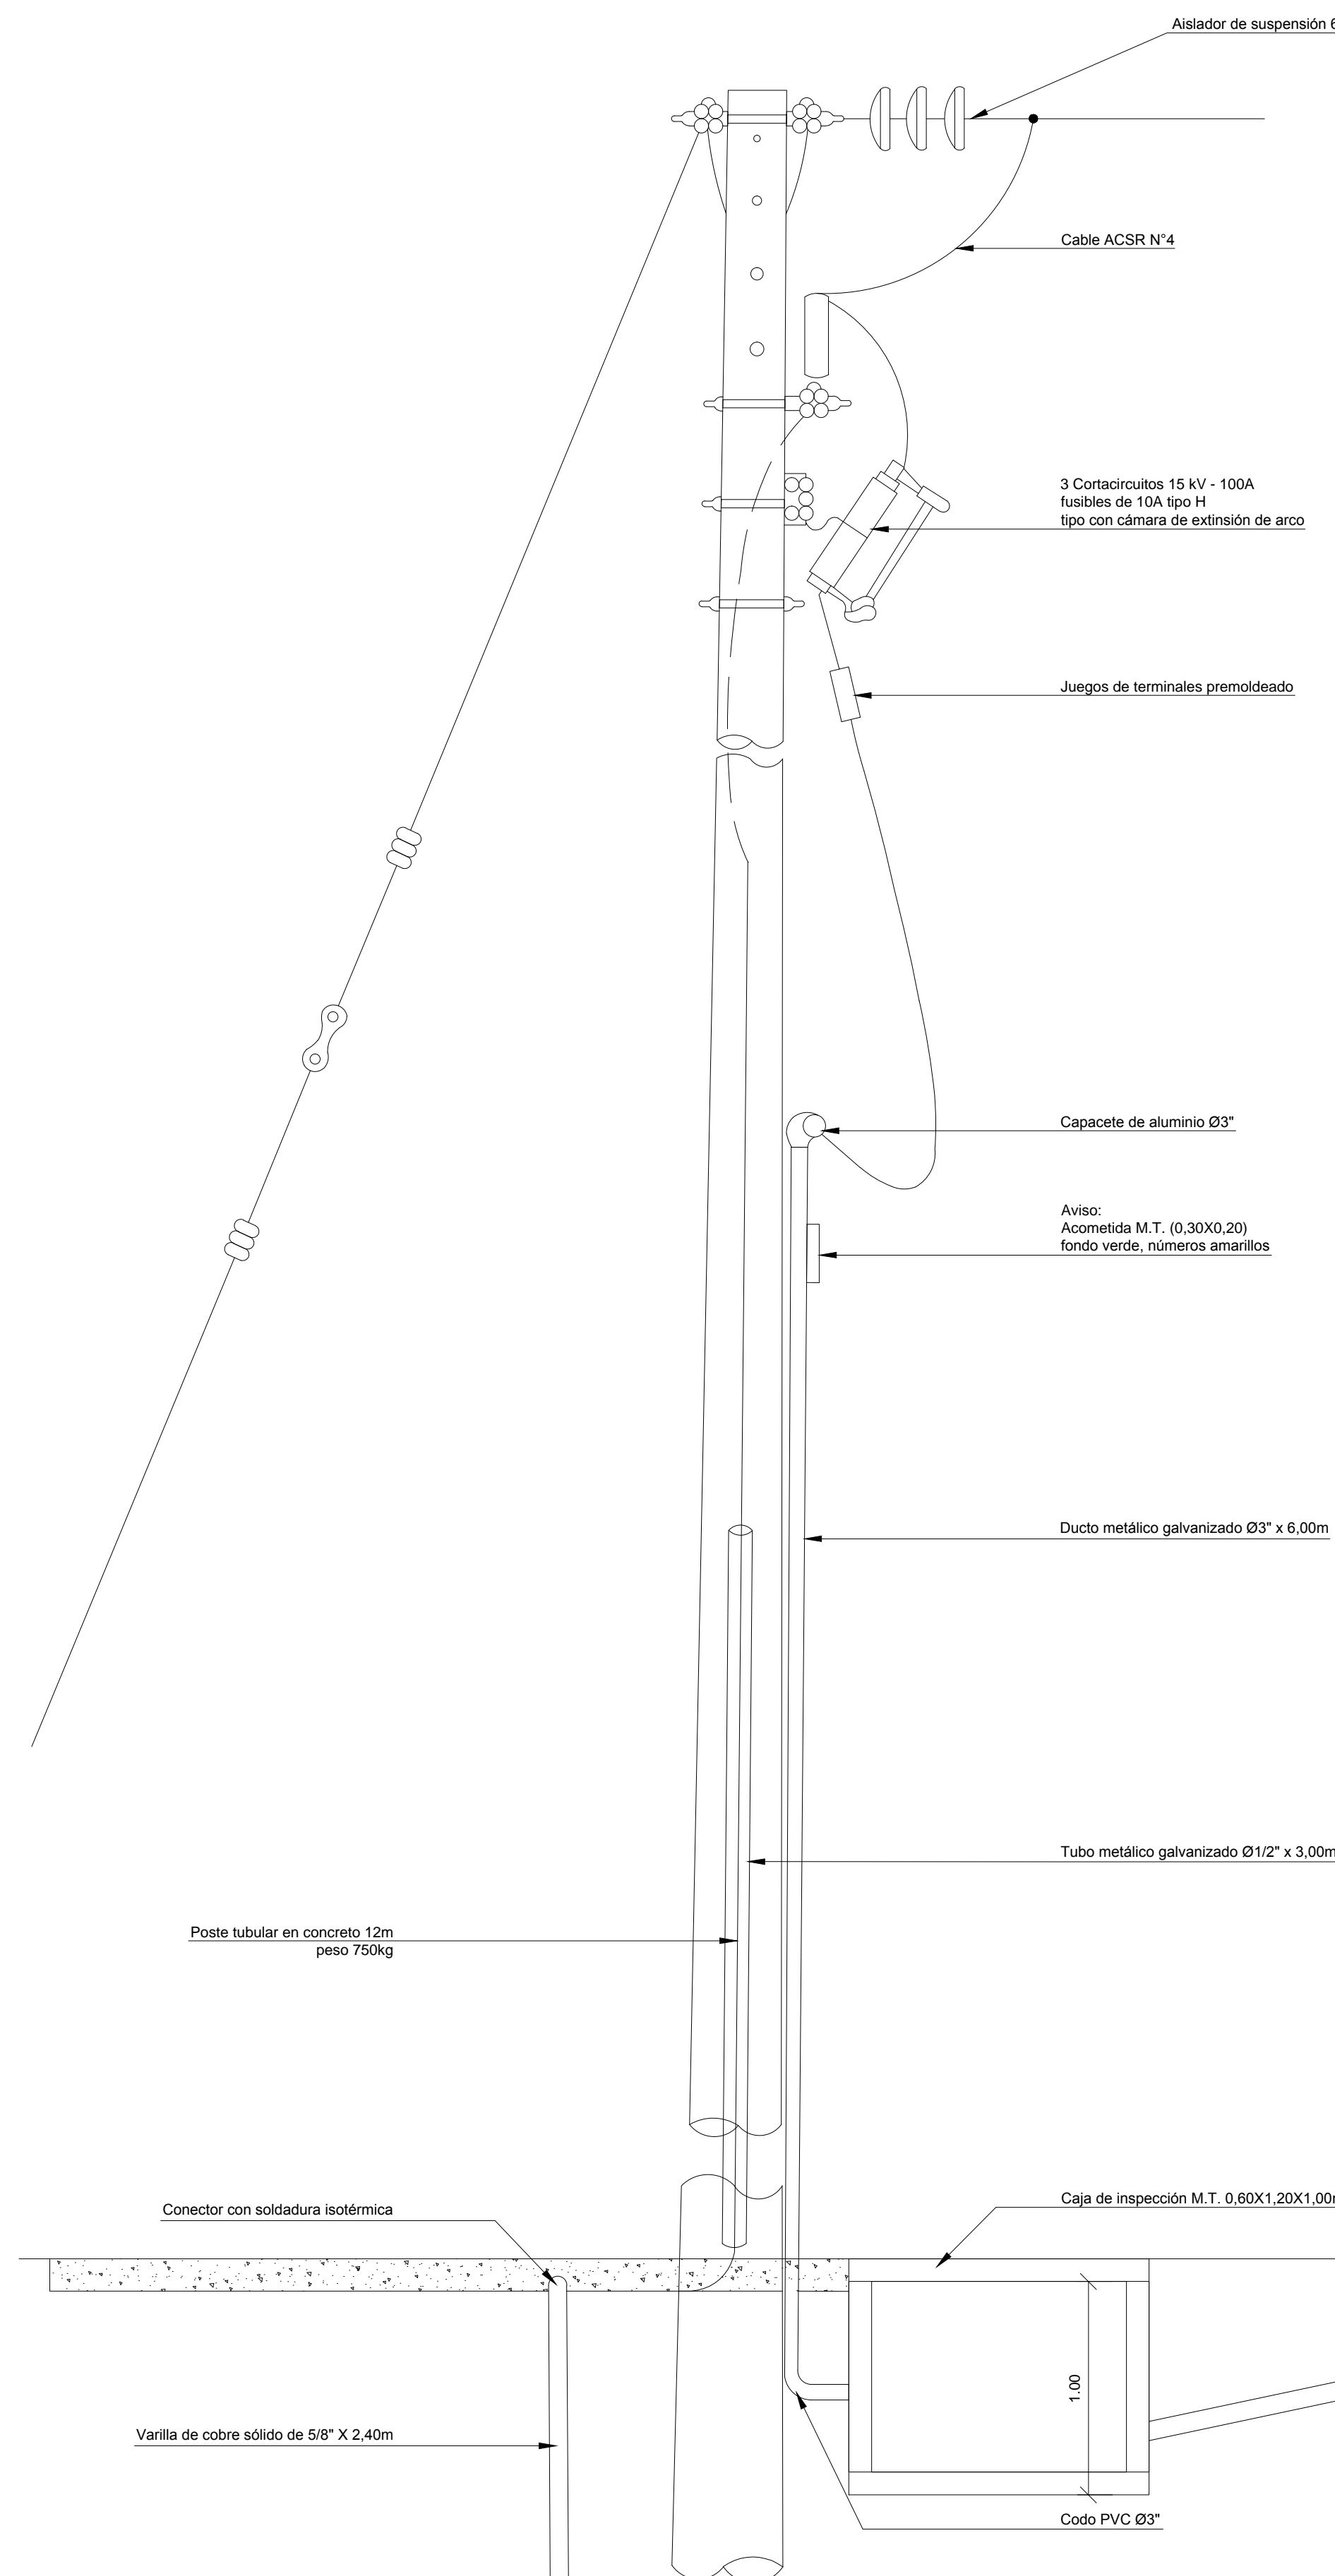 Aislador de suspensión 6
Cable ACSR N°4
3 Cortacircuitos 15 kV - 100A
fusibles de 10A tipo H
tipo con cámara de extinsión de arco
Juegos de terminales premoldeado
Capacete de aluminio Ø3"
Aviso:
Acometida M.T. (0,30X0,20)
fondo verde, números amarillos
Ducto metálico galvanizado Ø3" x 6,00m
Tubo metálico galvanizado Ø1/2" x 3,00m
Poste tubular en concreto 12m
peso 750kg
Caja de inspección M.T. 0,60X1,20X1,00m
Conector con soldadura isotérmica
1.00
Varilla de cobre sólido de 5/8" X 2,40m
Codo PVC Ø3"